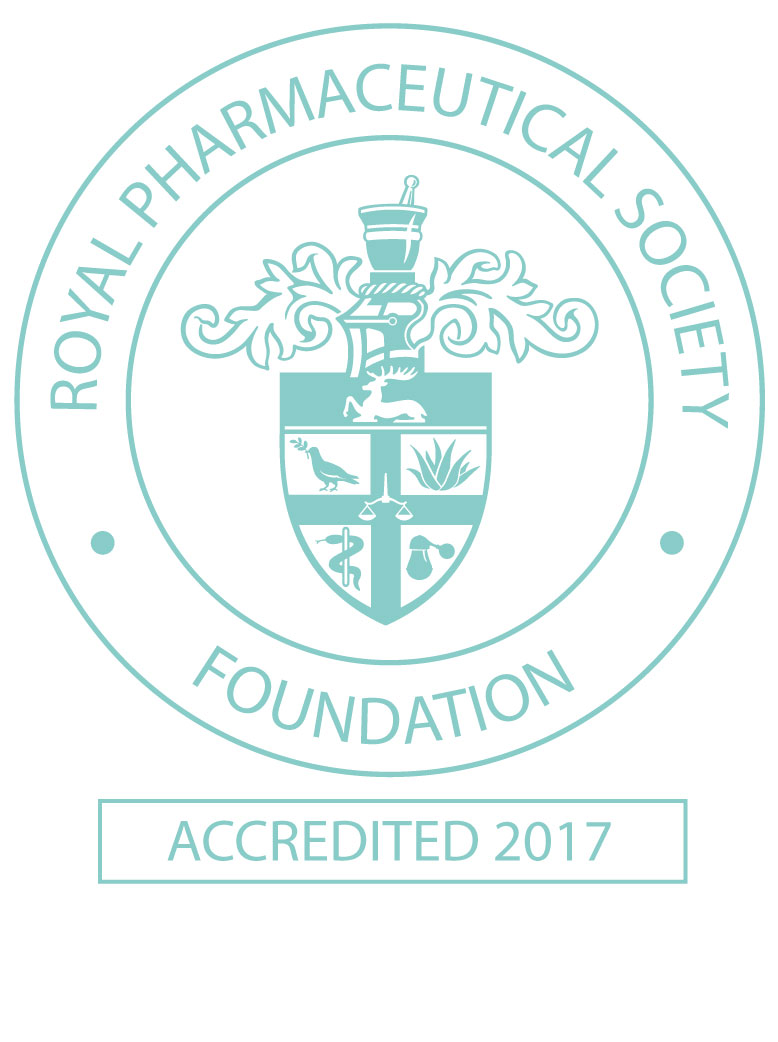 ROYAL PHARMACEUTICAL SOCIETY
FOUNDATION
ACCREDITED 2017